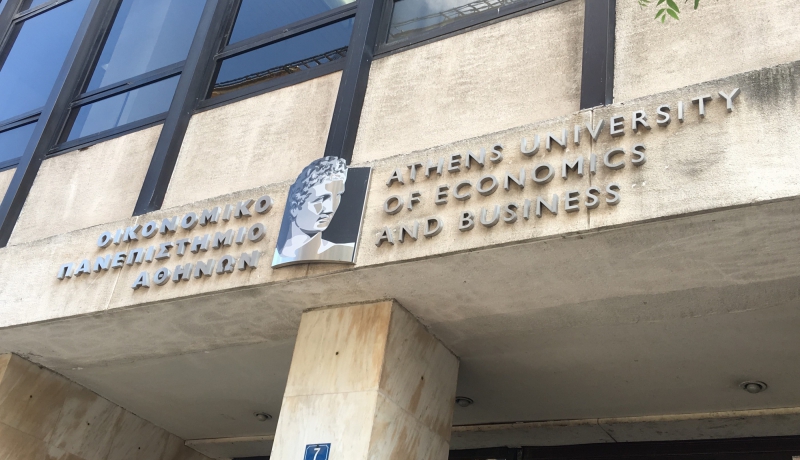 ΟΙΚΟΝΟΜΙΚΟ
ΠΑΝΕΠΙΣΤΗΜΙΟ
ΑΘΗΝΩΝ
ATHENS UNIVERSITY
OF ECONOMICS
AND BUSINESS
7